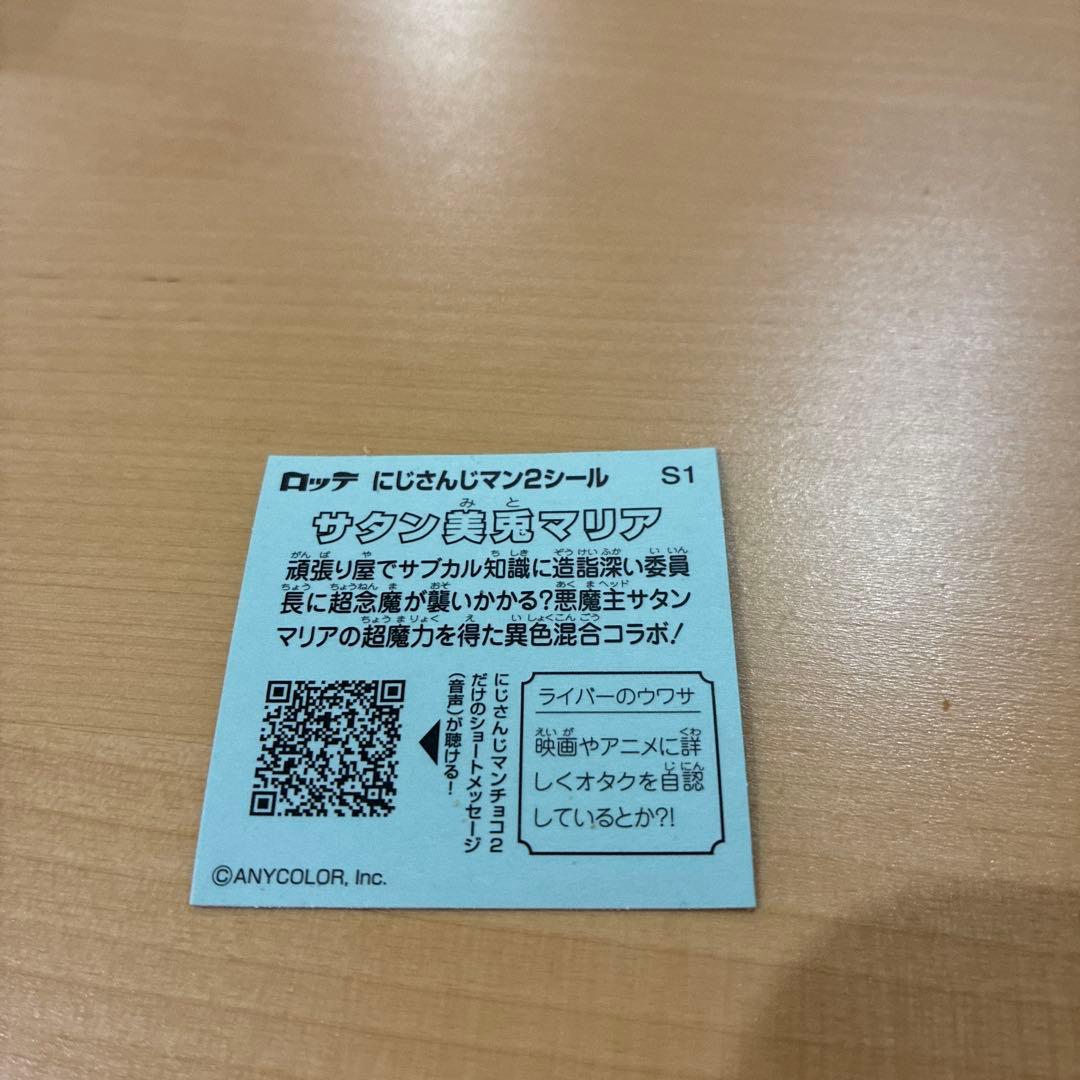 ロッテ にじさんじマン2シール S1
サタン美兎マリア
頑張り屋でサブカル知識に造詣深い委員
長に超念魔が襲いかかる?悪魔主サタン
マリアの超魔力を得た異色混合コラボ!
にじさんじマンチョコ2
だけのショートメッセージ
(音声)が聴ける!
ライバーのウワサ
映画やアニメに詳
しくオタクを自認
しているとか?!
©ANYCOLOR, Inc.